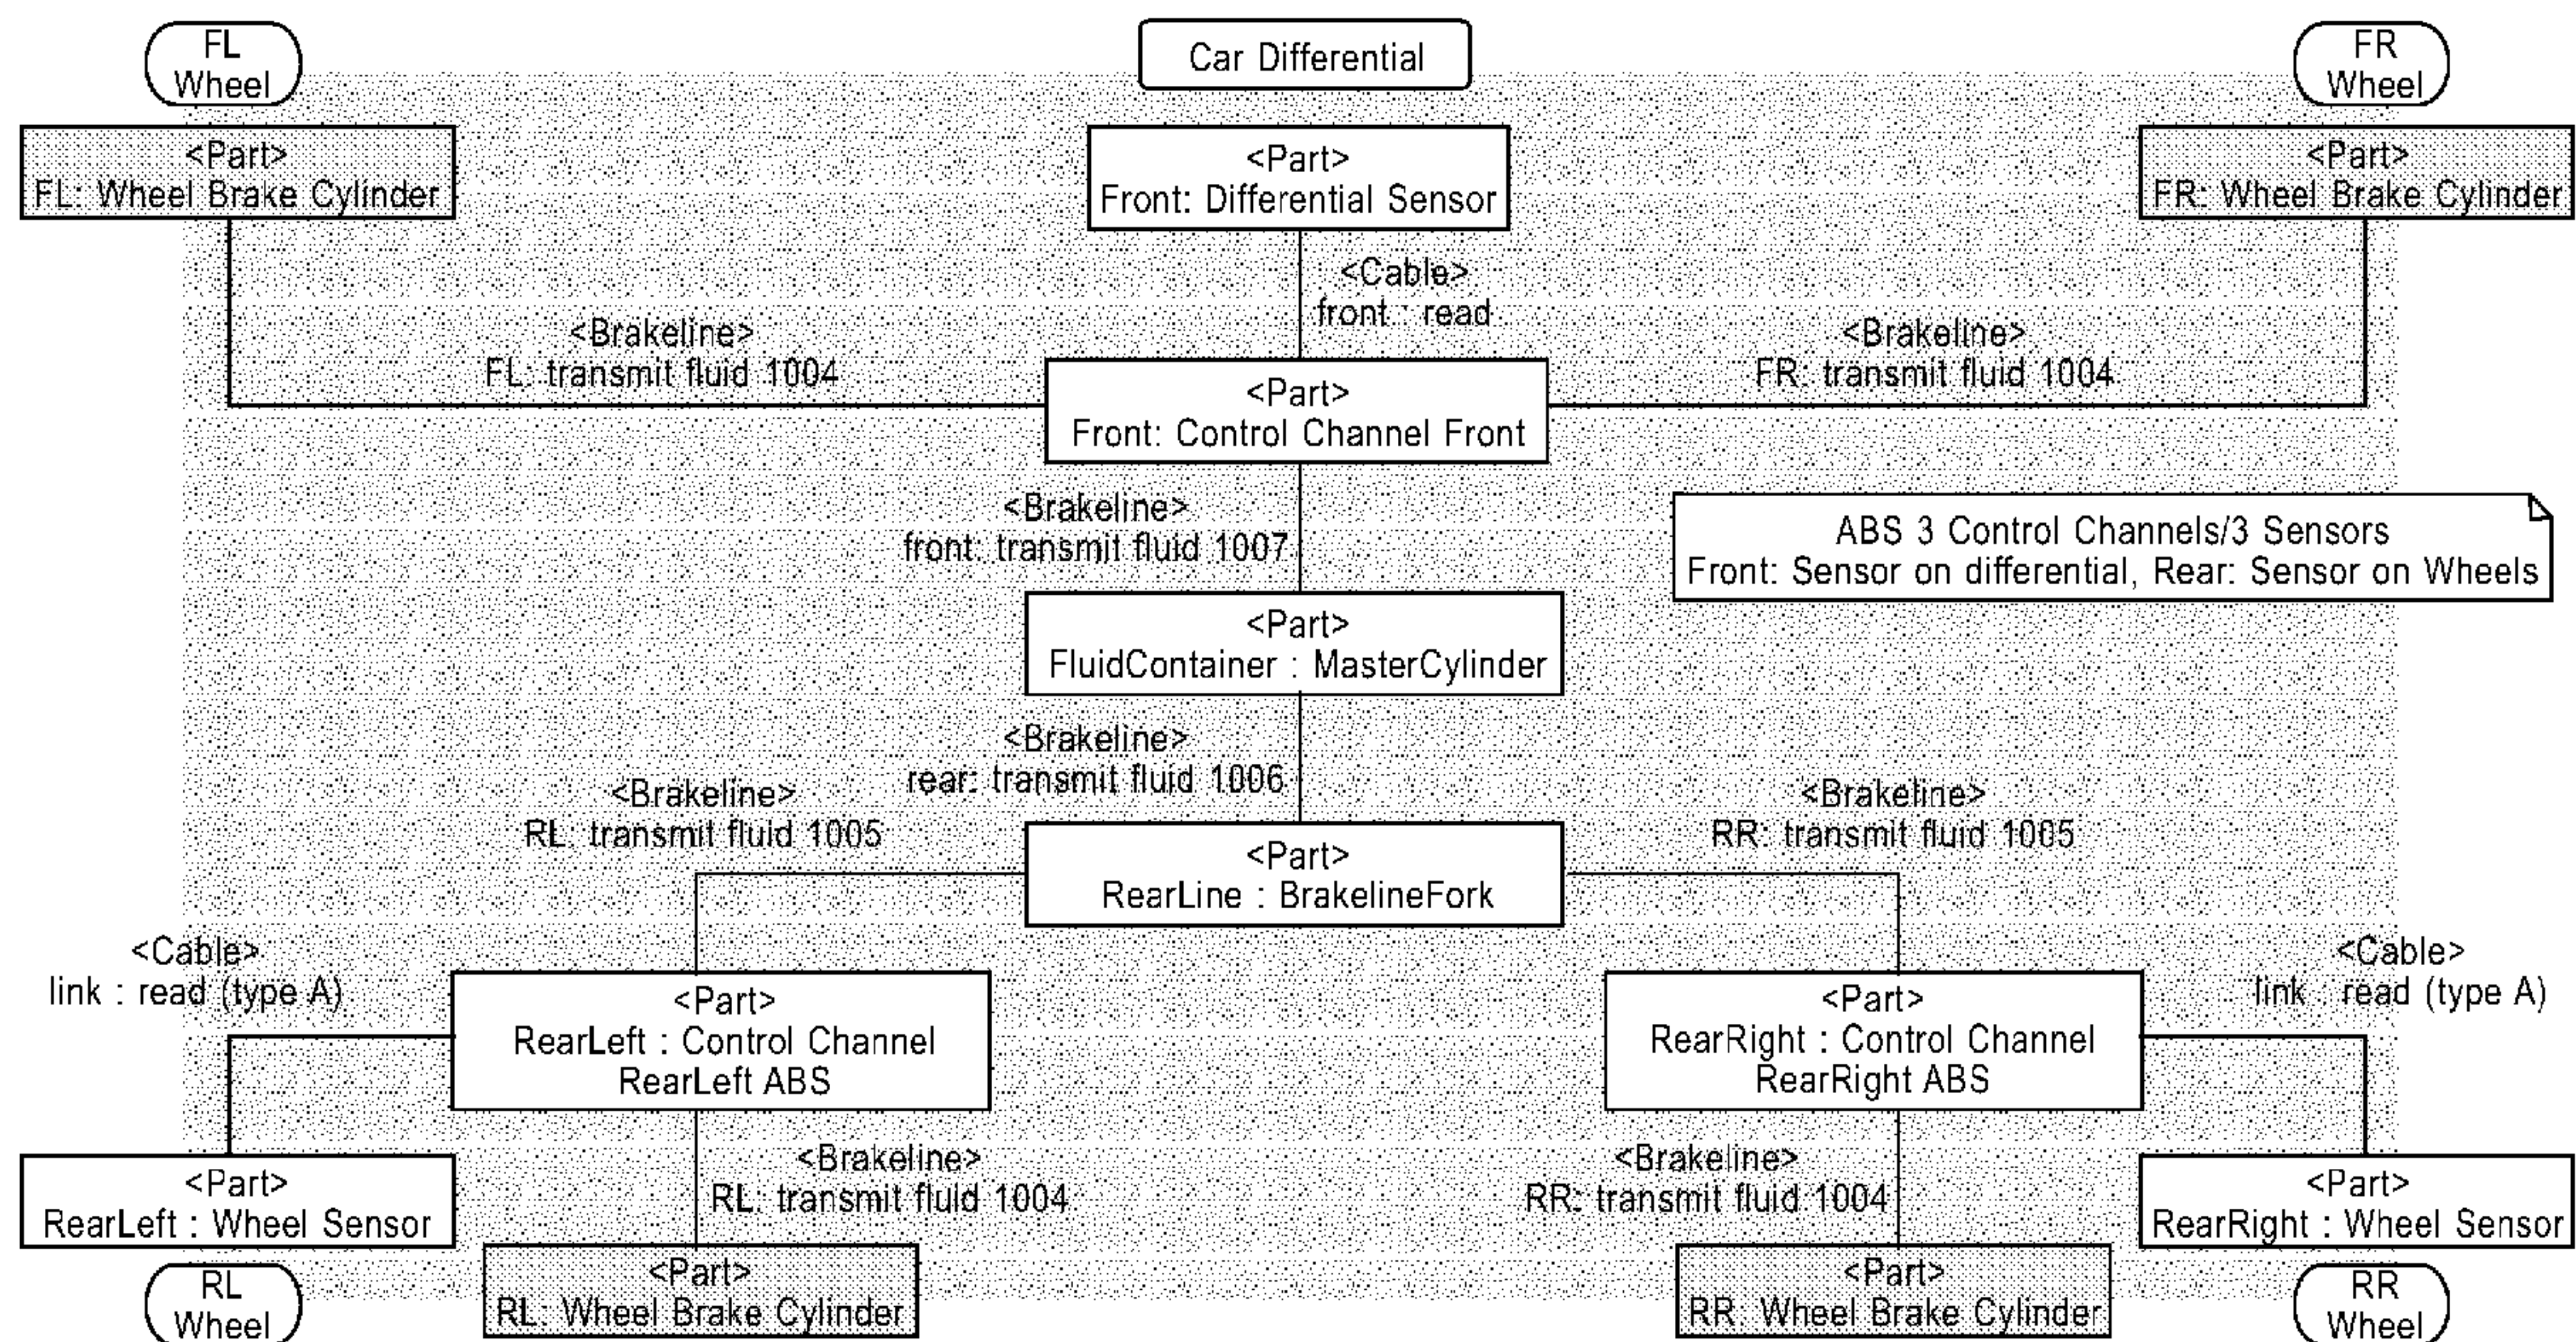 FL
Wheel
Car Differential
FR
Wheel
<Part>
FL: Wheel Brake Cylinder
<Part>
Front: Differential Sensor
<Part>
FR: Wheel Brake Cylinder
<Cable>
front : read
<Brakeline>
FL: transmit fluid 1004
<Brakeline>
FR: transmit fluid 1004
<Part>
Front: Control Channel Front
<Brakeline>
front: transmit fluid 1007
ABS 3 Control Channels/3 Sensors
Front: Sensor on differential, Rear: Sensor on Wheels
<Part>
FluidContainer : MasterCylinder
<Brakeline>
rear: transmit fluid 1006
<Brakeline>
RL: transmit fluid 1005
<Brakeline>
RR: transmit fluid 1005
<Part>
RearLine : BrakelineFork
<Cable>
link : read (type A)
<Part>
RearLeft : Control Channel
RearLeft ABS
<Part>
RearRight : Control Channel
RearRight ABS
<Cable>
link : read (type A)
<Part>
RearLeft : Wheel Sensor
<Brakeline>
RL: transmit fluid 1004
<Brakeline>
RR: transmit fluid 1004
<Part>
RearRight : Wheel Sensor
RL
Wheel
<Part>
RL: Wheel Brake Cylinder
<Part>
RR: Wheel Brake Cylinder
RR
Wheel